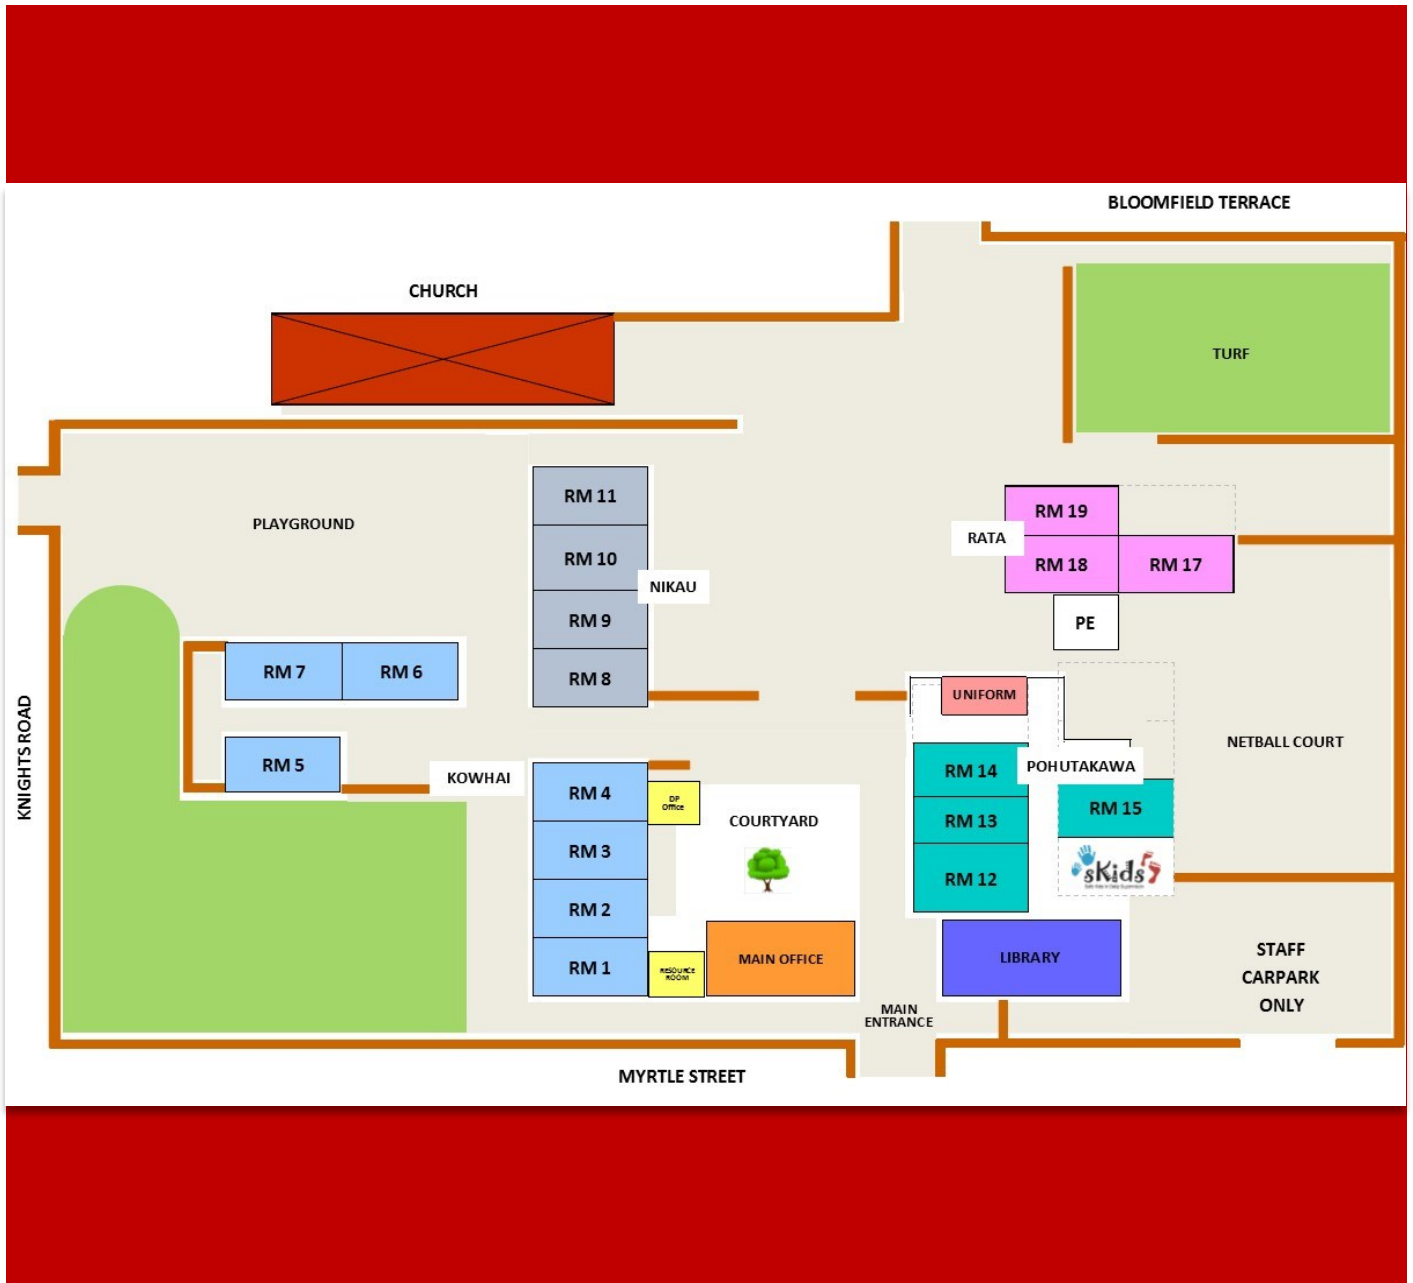 BLOOMFIELD TERRACE
CHURCH
TURF
RM 11
PLAYGROUND
RM 19
RATA
RM 10
RM 18
RM 17
NIKAU
RM 9
PE
RM 7
RM 6
RM 8
UNIFORM
KNIGHTS ROAD
NETBALL COURT
RM 5
KOWHAI
RM 14
POHUTAKAWA
RM 4
DP
Office
COURTYARD
RM 13
RM 15
RM 3
sKids
RM 12
RM 2
RM 1
RESOURCE
ROOM
MAIN OFFICE
LIBRARY
STAFF
CARPARK
ONLY
MAIN
ENTRANCE
MYRTLE STREET